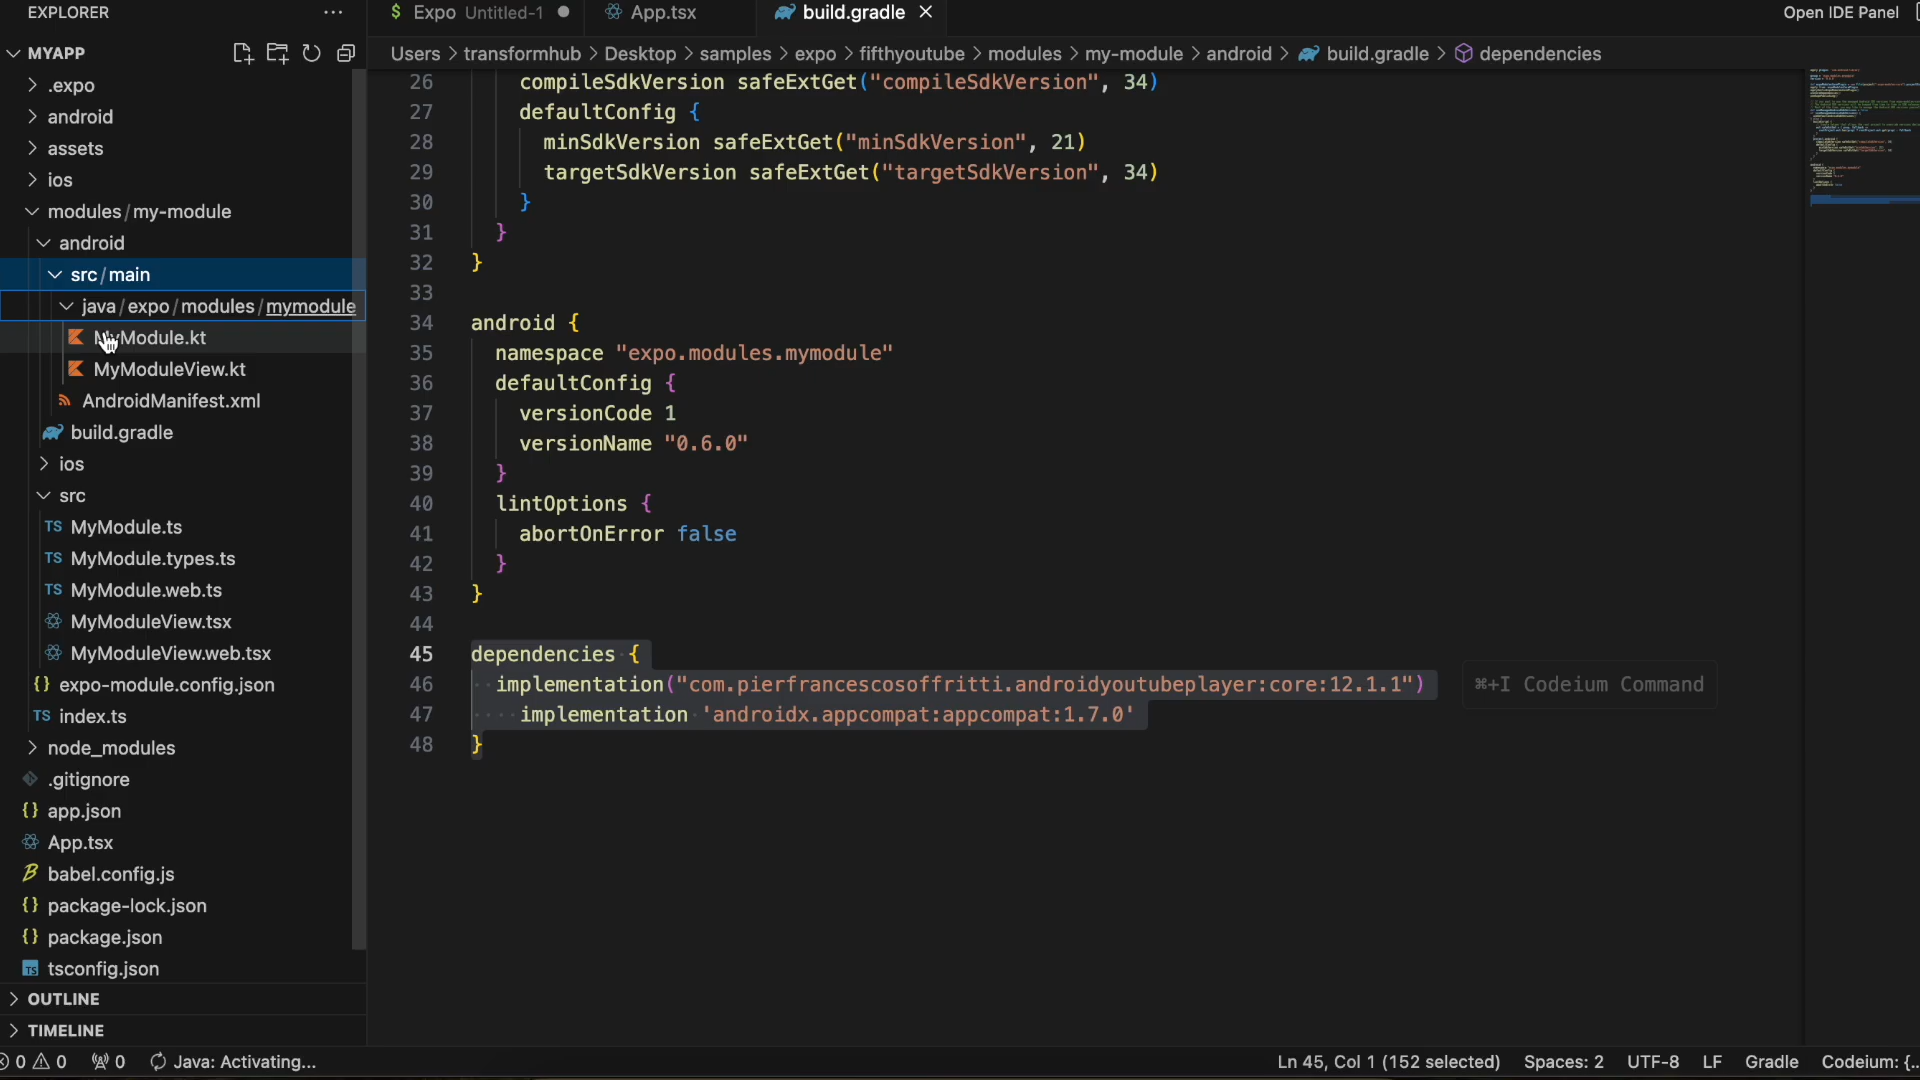 EXPLORER
MYAPP
.expo
android
assets
ios
modules / my-module
android
src / main
java / expo / modules / mymodule
MyModule.kt
MyModuleView.kt
AndroidManifest.xml
build.gradle
ios
src
TS MyModule.ts
TS MyModule.types.ts
TS MyModule.web.ts
MyModuleView.tsx
MyModuleView.web.tsx
{} expo-module.config.json
TS index.ts
node_modules
.gitignore
{} app.json
App.tsx
babel.config.js
{} package-lock.json
{} package.json
TS tsconfig.json
OUTLINE
TIMELINE
$ Expo Untitled-1
App.tsx
build.gradle
Open IDE Panel
Users > transformhub > Desktop > samples > expo > fifthyoutube > modules > my-module > android > build.gradle > dependencies
26 compileSdkVersion safeExtGet("compileSdkVersion", 34)
27 defaultConfig {
28 minSdkVersion safeExtGet("minSdkVersion", 21)
29 targetSdkVersion safeExtGet("targetSdkVersion", 34)
30 }
31 }
32 }
33
34 android {
35 namespace "expo.modules.mymodule"
36 defaultConfig {
37 versionCode 1
38 versionName "0.6.0"
39 }
40 lintOptions {
41 abortOnError false
42 }
43 }
44
45 dependencies {
46 implementation("com.pierfrancescosoffritti.androidyoutubeplayer:core:12.1.1") ⌘+I Codeium Command
47 implementation 'androidx.appcompat:appcompat:1.7.0'
48 }
0 0 0 Java: Activating... Ln 45, Col 1 (152 selected) Spaces: 2 UTF-8 LF Gradle Codeium: {..